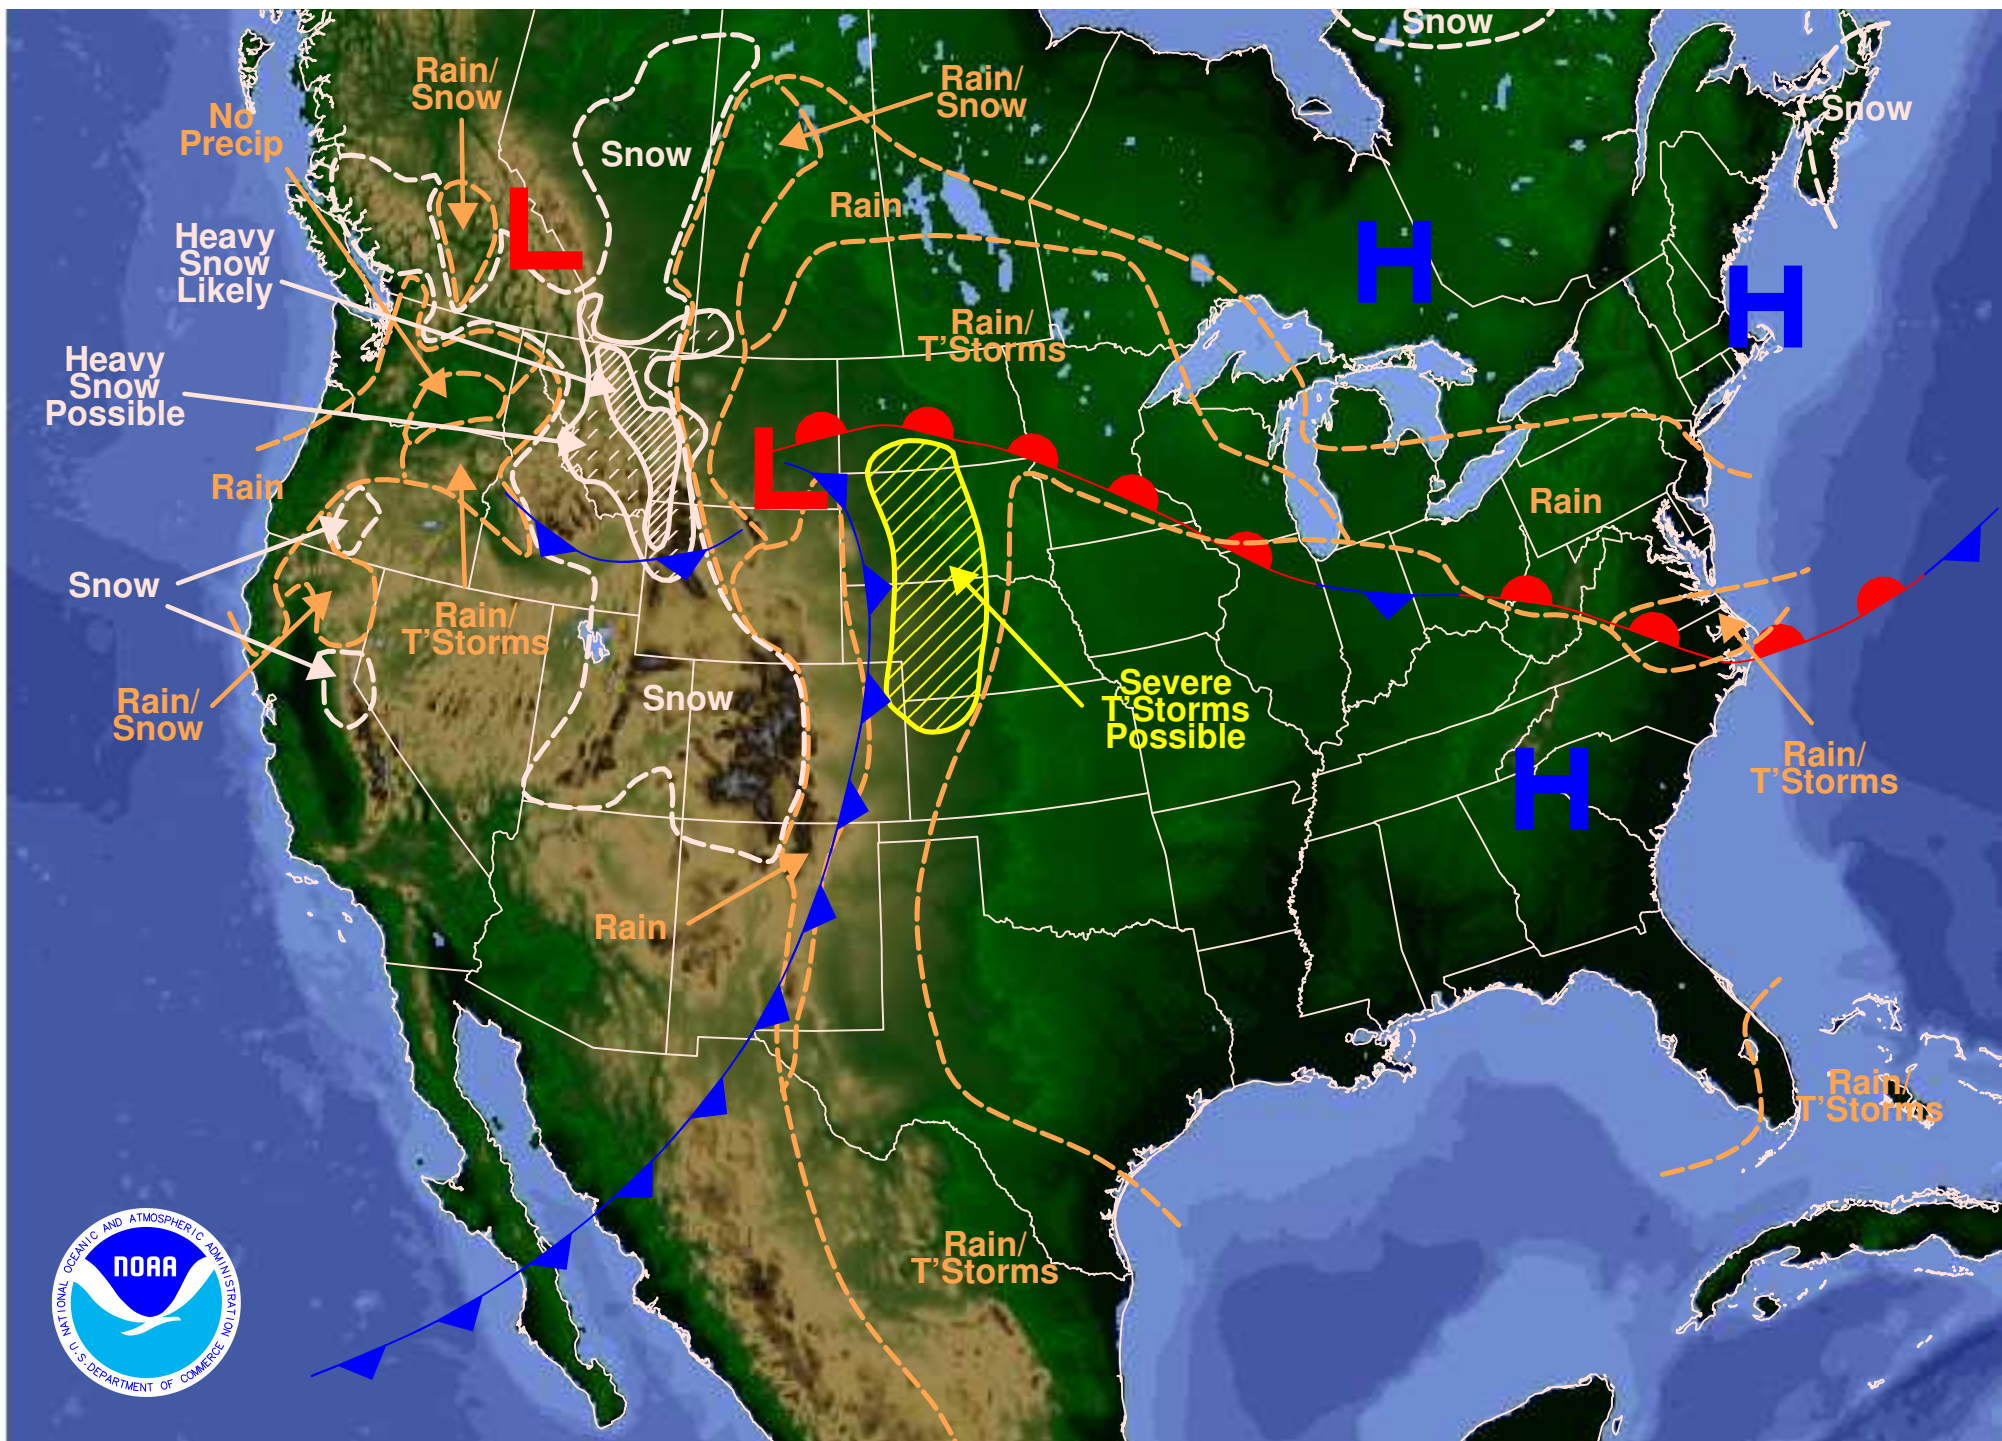 Snow
Rain/
Snow
Rain/
Snow
No
Precip
Snow
Snow
Rain
Heavy
Snow
Likely
L
H
H
Rain/
T'Storms
Heavy
Snow
Possible
L
Rain
Rain
Snow
Rain/
T'Storms
Snow
Rain/
Snow
Severe
T'Storms
Possible
Rain/
T'Storms
H
Rain
Rain/
T'Storms
Rain/
T'Storms
NATIONAL OCEANIC AND ATMOSPHERIC ADMINISTRATION
NOAA
U.S. DEPARTMENT OF COMMERCE